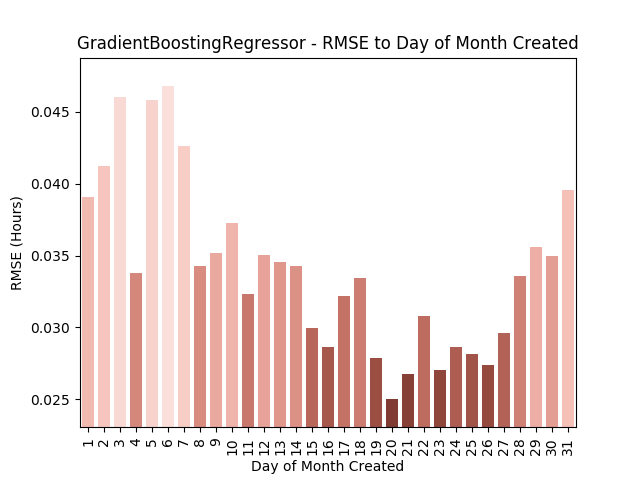 GradientBoostingRegressor - RMSE to Day of Month Created
RMSE (Hours)
0.045
0.040
0.035
0.030
0.025
1 2 3 4 5 6 7 8 9 10 11 12 13 14 15 16 17 18 19 20 21 22 23 24 25 26 27 28 29 30 31
Day of Month Created